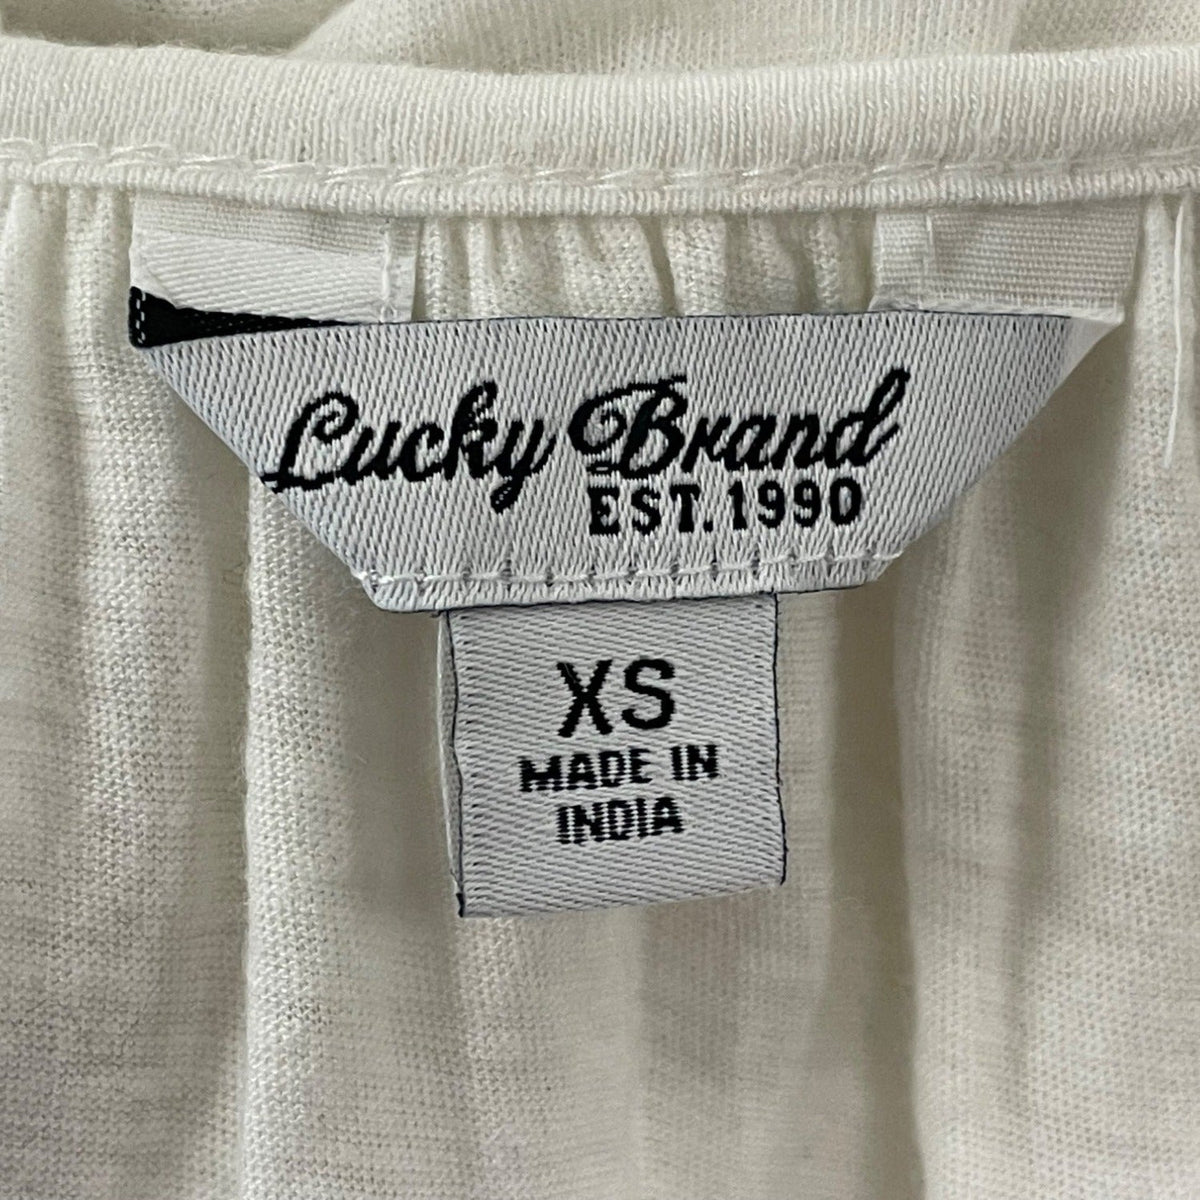 Lucky Brand
EST. 1990
XS
MADE IN
INDIA